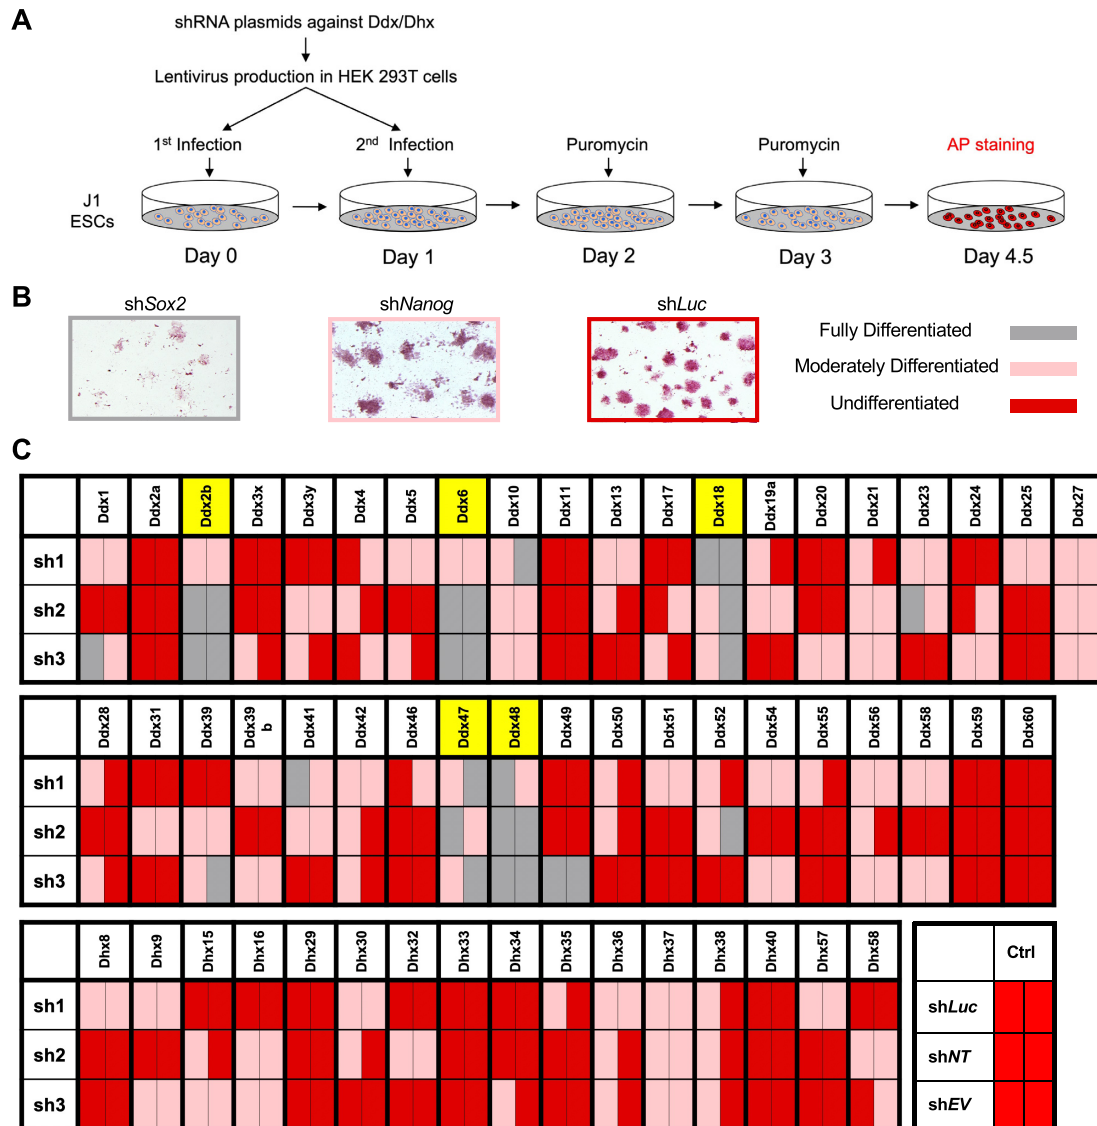 A
shRNA plasmids against Ddx/Dhx
Lentivirus production in HEK 293T cells
1st Infection
2nd Infection
Puromycin
Puromycin
AP staining
J1
ESCs
Day 0
Day 1
Day 2
Day 3
Day 4.5
B
shSox2
shNanog
shLuc
Fully Differentiated
Moderately Differentiated
Undifferentiated
C
Ddx1
Ddx2a
Ddx2b
Ddx3x
Ddx3y
Ddx4
Ddx5
Ddx6
Ddx10
Ddx11
Ddx13
Ddx17
Ddx18
Ddx19a
Ddx20
Ddx21
Ddx23
Ddx24
Ddx25
Ddx27
sh1
sh2
sh3
Ddx28
Ddx31
Ddx39
Ddx39
b
Ddx41
Ddx42
Ddx46
Ddx47
Ddx48
Ddx49
Ddx50
Ddx51
Ddx52
Ddx54
Ddx55
Ddx56
Ddx58
Ddx59
Ddx60
sh1
sh2
sh3
Dhx8
Dhx9
Dhx15
Dhx16
Dhx29
Dhx30
Dhx32
Dhx33
Dhx34
Dhx35
Dhx36
Dhx37
Dhx38
Dhx40
Dhx57
Dhx58
sh1
sh2
sh3
Ctrl
shLuc
shNT
shEV